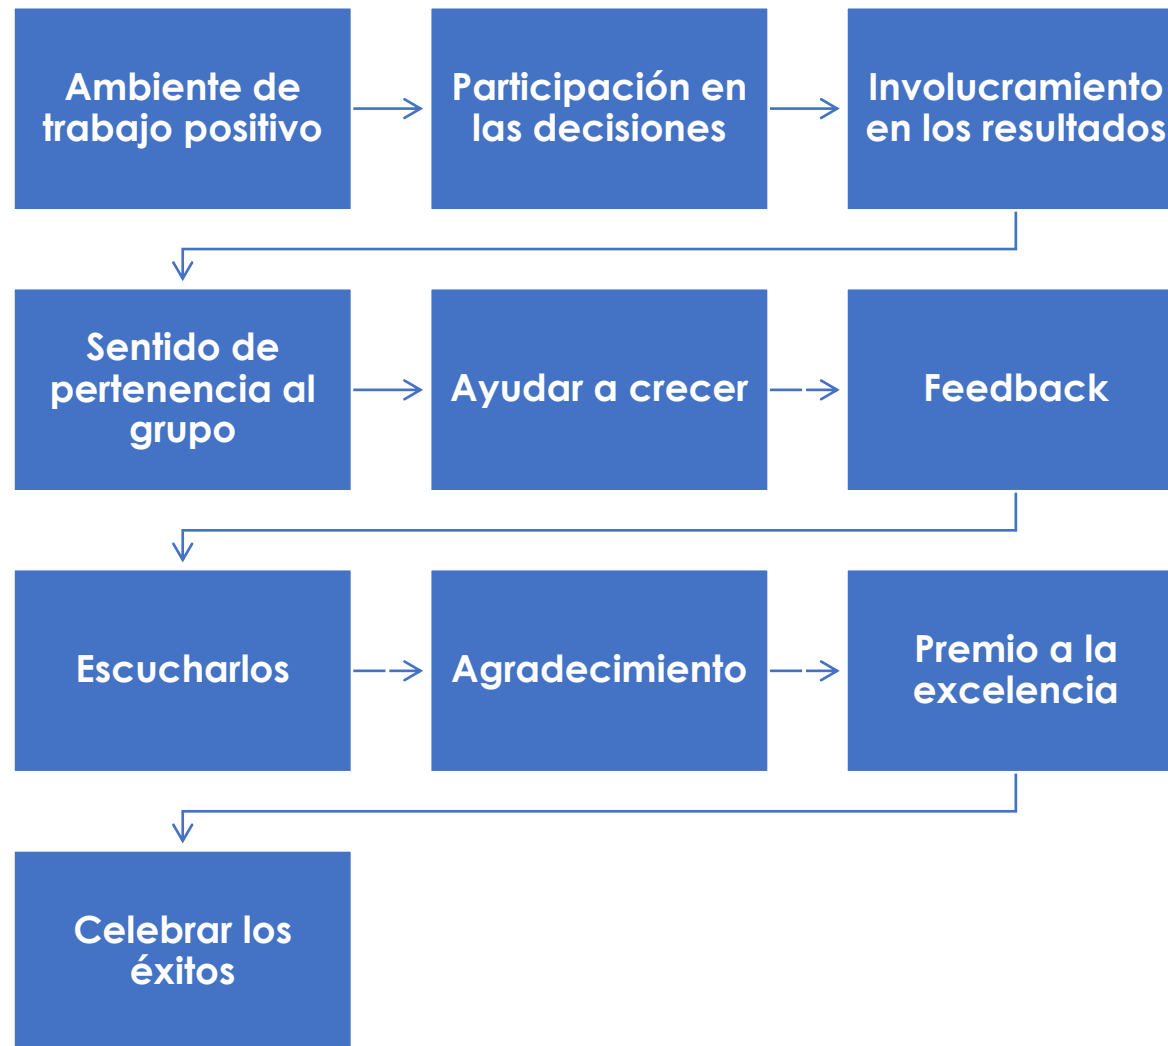 Ambiente de
trabajo positivo
Participación en
las decisiones
Involucramiento
en los resultados
Sentido de
pertenencia al
grupo
Ayudar a crecer
Feedback
Escucharlos
Agradecimiento
Premio a la
excelencia
Celebrar los
éxitos